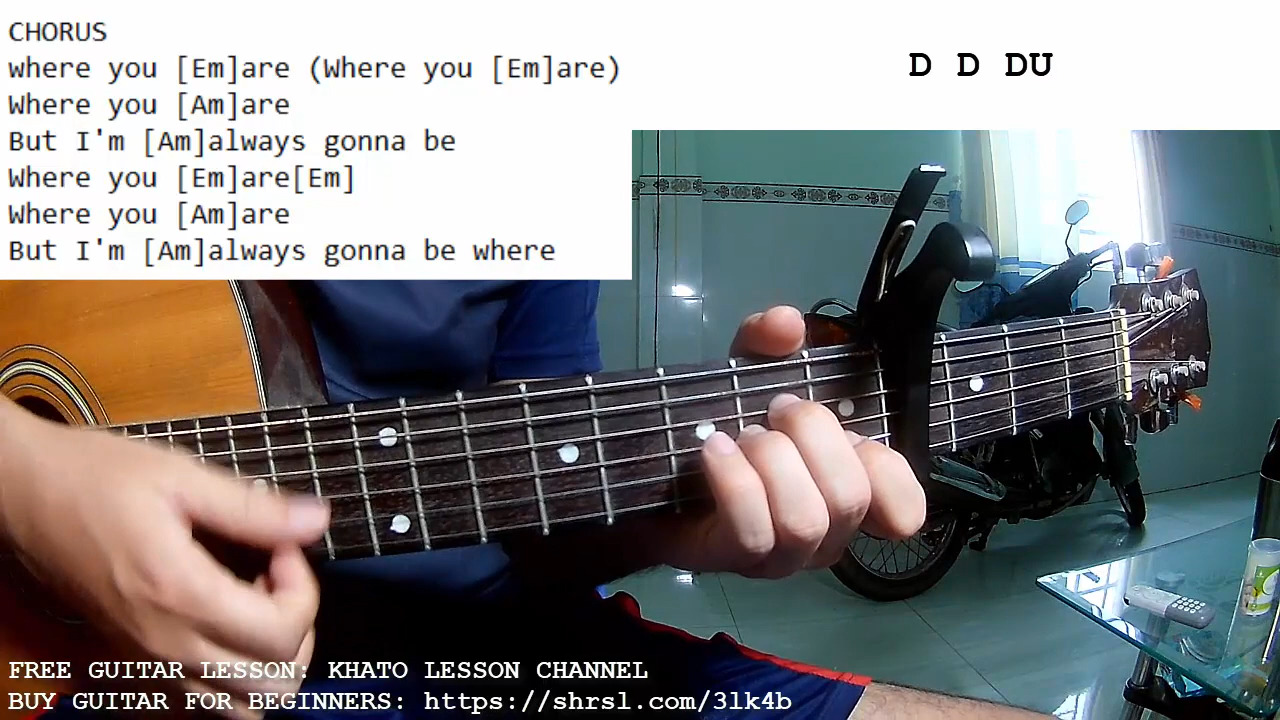 CHORUS
where you [Em]are (Where you [Em]are)
Where you [Am]are
But I'm [Am]always gonna be
Where you [Em]are[Em]
Where you [Am]are
But I'm [Am]always gonna be where
D D DU
FREE GUITAR LESSON: KHATO LESSON CHANNEL
BUY GUITAR FOR BEGINNERS: https://shrsl.com/3lk4b